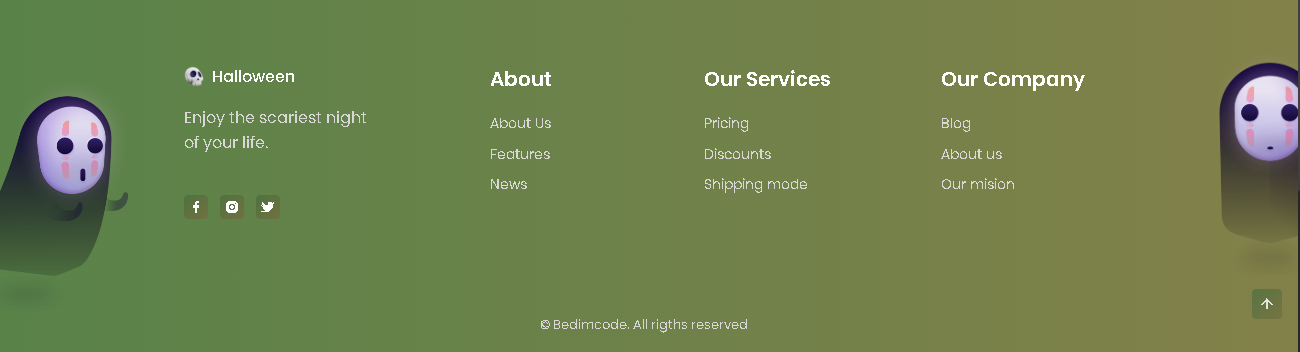 Halloween
Enjoy the scariest night
of your life.
About
About Us
Features
News
Our Services
Pricing
Discounts
Shipping mode
Our Company
Blog
About us
Our mision
© Bedimcode. All rigths reserved